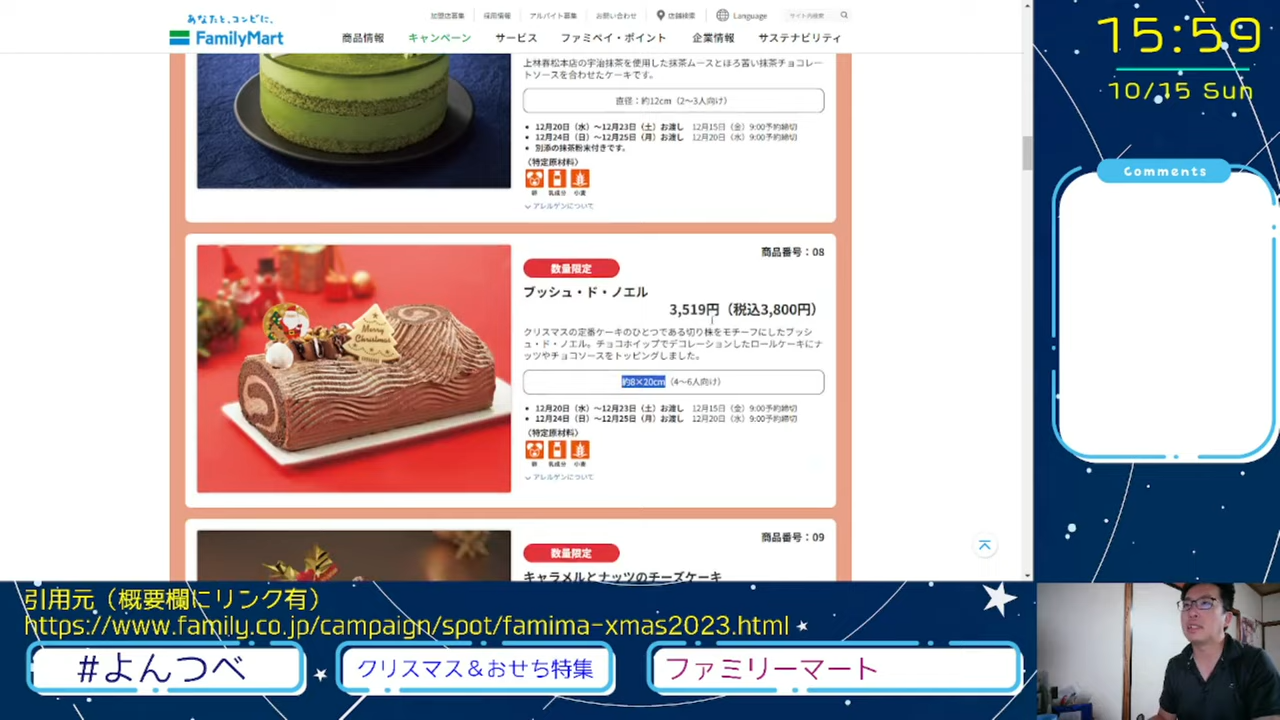 あなたと、コンビに、
FamilyMart
加盟店募集
採用情報
アルバイト募集
お問い合わせ
店舗検索
Language
サイト内検索
商品情報
キャンペーン
サービス
ファミペイ・ポイント
企業情報
サステナビリティ
上林春松本店の宇治抹茶を使用した抹茶ムースとほろ苦い抹茶チョコレー
トソースを合わせたケーキです。
直径：約12cm（2〜3人向け）
• 12月20日（水）〜12月23日（土）お渡し 12月15日（金）9:00予約締切
• 12月24日（日）〜12月25日（月）お渡し 12月20日（水）9:00予約締切
• 別添の抹茶粉末付きです。
〈特定原材料〉
卵 乳成分 小麦
アレルゲンについて
商品番号：08
数量限定
ブッシュ・ド・ノエル
3,519円（税込3,800円）
クリスマスの定番ケーキのひとつである切り株をモチーフにしたブッシ
ュ・ド・ノエル。チョコホイップでデコレーションしたロールケーキにナ
ッツやチョコソースをトッピングしました。
約8×20cm（4〜6人向け）
• 12月20日（水）〜12月23日（土）お渡し 12月15日（金）9:00予約締切
• 12月24日（日）〜12月25日（月）お渡し 12月20日（水）9:00予約締切
〈特定原材料〉
卵 乳成分 小麦
アレルゲンについて
Merry
Christmas
商品番号：09
数量限定
キャラメルとナッツのチーズケーキ
15:59
10/15 Sun
Comments
引用元（概要欄にリンク有）
https://www.family.co.jp/campaign/spot/famima-xmas2023.html
#よんつべ
クリスマス＆おせち特集
ファミリーマート